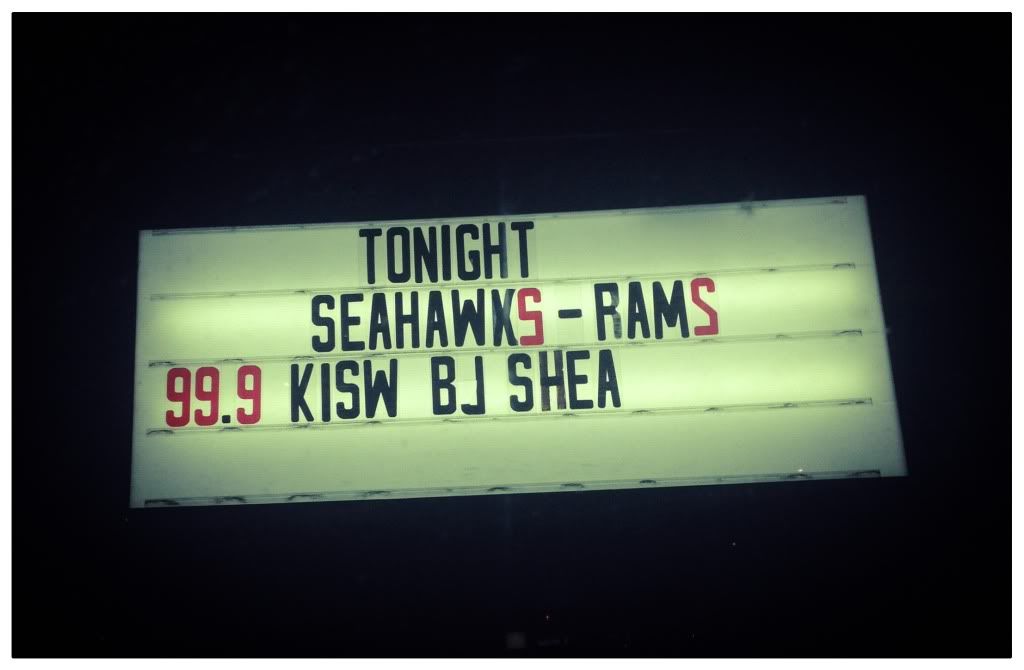 TONIGHT
SEAHAWKS - RAMS
99.9 KISW BJ SHEA